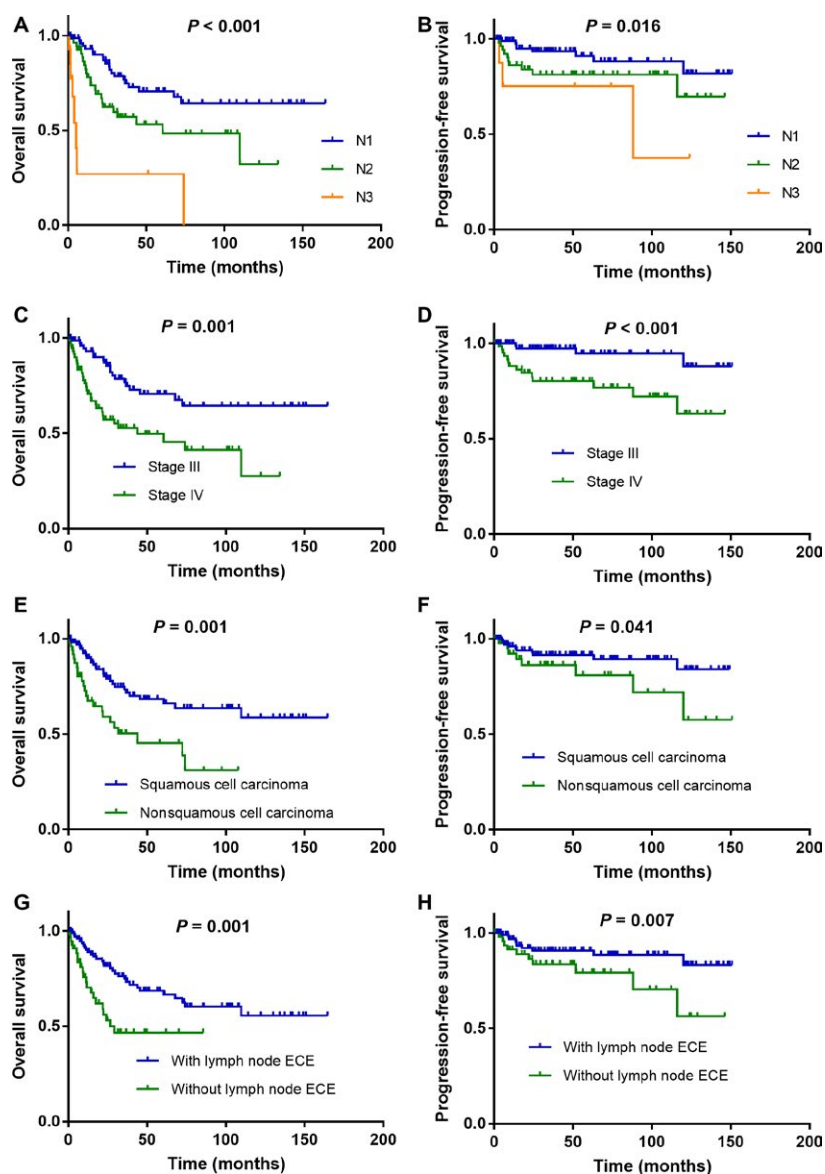 A
P < 0.001
Overall survival
1.0
0.5
0.0
N1
N2
N3
0
50
100
150
200
Time (months)
B
P = 0.016
Progression-free survival
1.0
0.5
1.0
N1
N2
N3
0
50
100
150
200
Time (months)
C
P = 0.001
Overall survival
1.0
0.5
0.0
Stage III
Stage IV
0
50
100
150
200
Time (months)
D
P < 0.001
Progression-free survival
1.0
0.5
1.0
Stage III
Stage IV
0
50
100
150
200
Time (months)
E
P = 0.001
Overall survival
1.0
0.5
0.0
Squamous cell carcinoma
Nonsquamous cell carcinoma
0
50
100
150
200
Time (months)
F
P = 0.041
Progression-free survival
1.0
0.5
1.0
Squamous cell carcinoma
Nonsquamous cell carcinoma
0
50
100
150
200
Time (months)
G
P = 0.001
Overall survival
1.0
0.5
0.0
With lymph node ECE
Without lymph node ECE
0
50
100
150
200
Time (months)
H
P = 0.007
Progression-free survival
1.0
0.5
1.0
With lymph node ECE
Without lymph node ECE
0
50
100
150
200
Time (months)